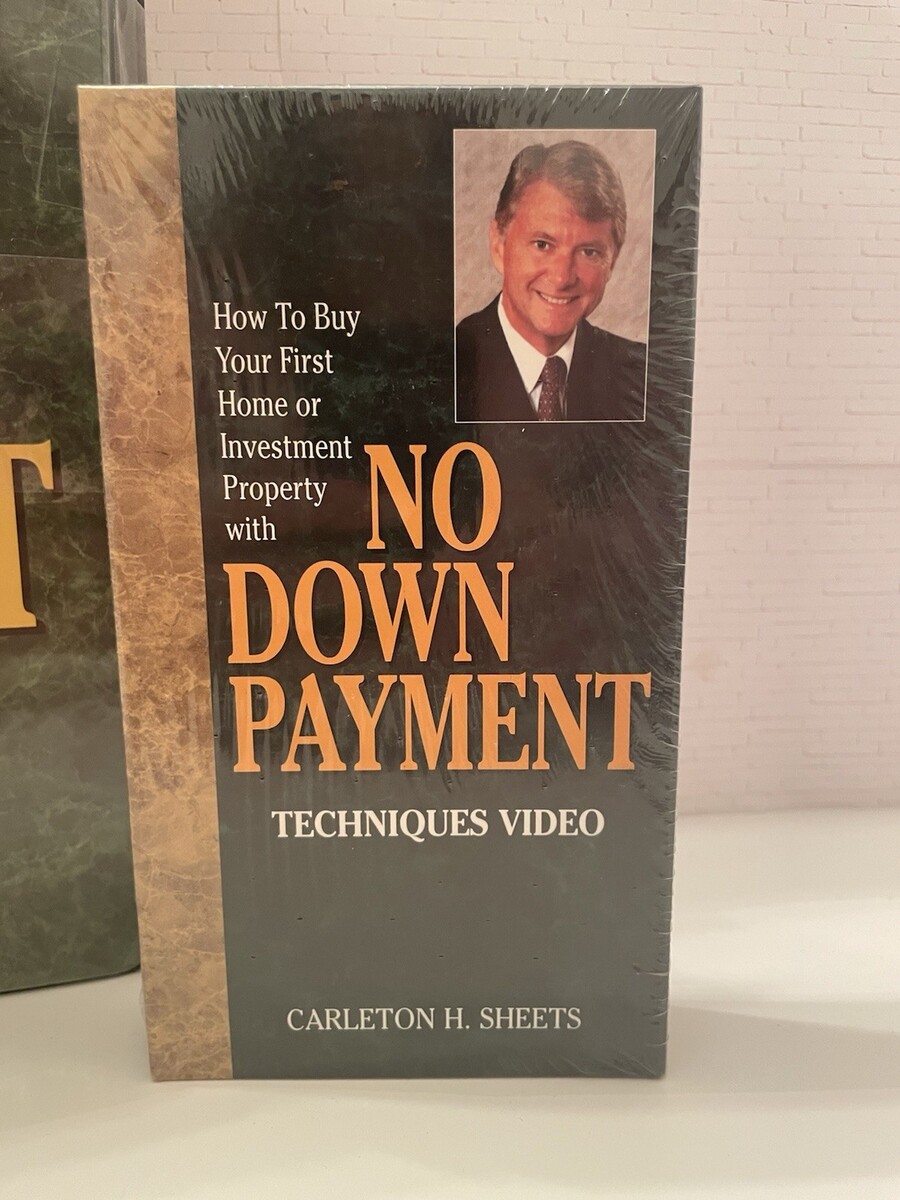 How To Buy
Your First
Home or
Investment
Property
with
NO
DOWN
PAYMENT
TECHNIQUES VIDEO
CARLETON H. SHEETS
T